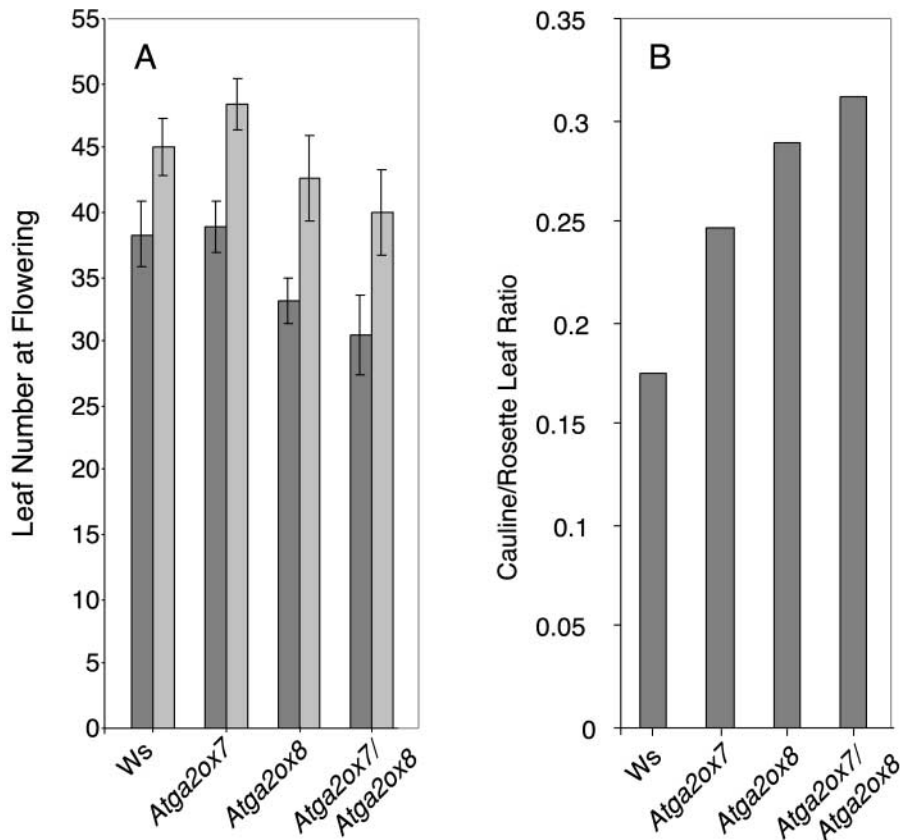 A
Leaf Number at Flowering
55
50
45
40
35
30
25
20
15
10
5
0
Ws
Atga2ox7
Atga2ox8
Atga2ox7/
Atga2ox8
B
Cauline/Rosette Leaf Ratio
0.35
0.3
0.25
0.2
0.15
0.1
0.05
0
Ws
Atga2ox7
Atga2ox8
Atga2ox7/
Atga2ox8